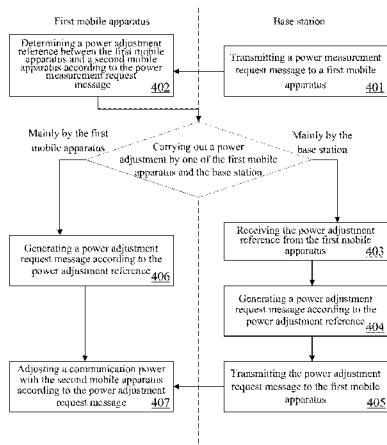 First mobile apparatus
Base station
Determining a power adjustment
reference between the first mobile
apparatus and a second mobile
apparatus according to the power
measurement request
message
402
Transmitting a power measurement
request message to a first mobile
apparatus
401
Mainly by the first
mobile apparatus
Carrying out a power
adjustment by one of the first mobile
apparatus and the base station
Mainly by the
base station
Receiving the power adjustment
reference from the first mobile
apparatus
403
Generating a power adjustment
request message according to
the power adjustment reference
406
Generating a power adjustment
request message according to the
power adjustment reference
404
Adjusting a communication power
with the second mobile apparatus
according to the power adjustment
request message
407
Transmitting the power adjustment
request message to the first mobile
apparatus
405